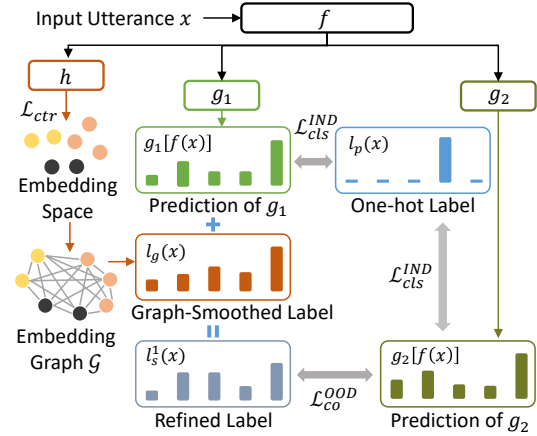 Input Utterance x
f
h
g₁
g₂
ℒ_ctr
g₁[f(x)]
ℒ_cls^IND
l_p(x)
Embedding
Space
Prediction of g₁
One-hot Label
+
l_g(x)
ℒ_cls^IND
Graph-Smoothed Label
Embedding
Graph 𝒢
=
l_s^1(x)
g₂[f(x)]
ℒ_co^OOD
Refined Label
Prediction of g₂